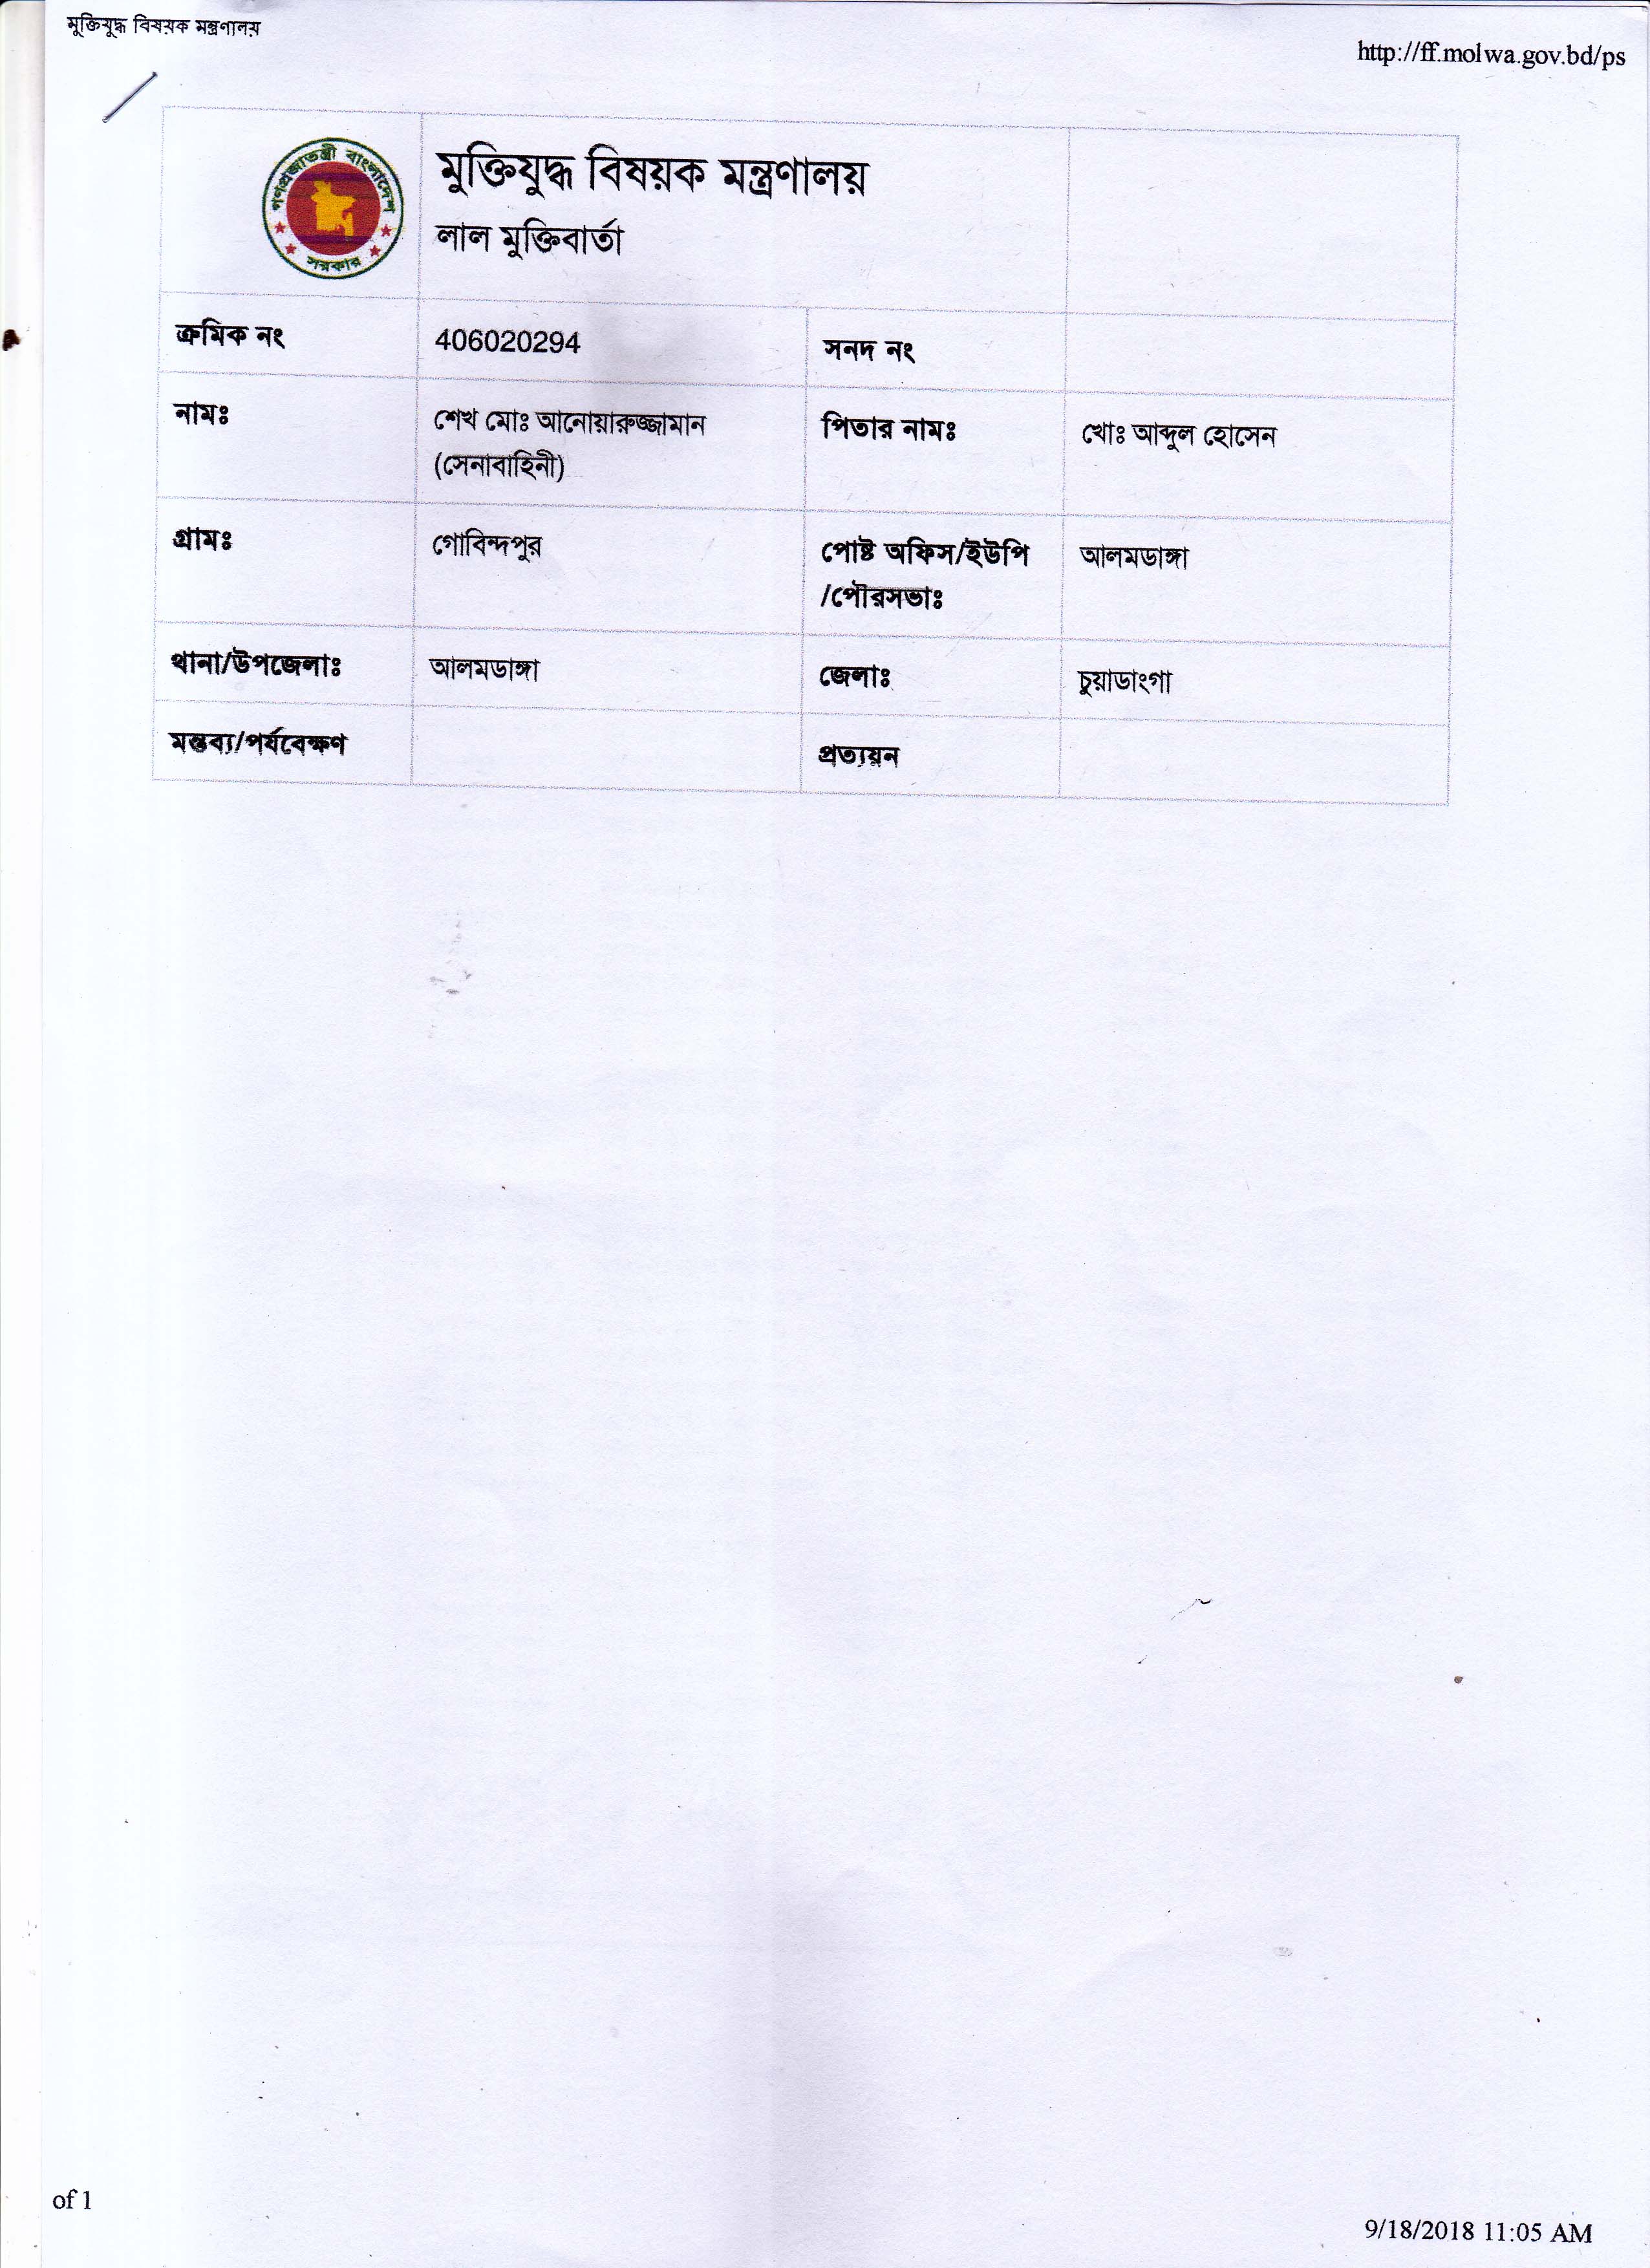 মুক্তিযুদ্ধ বিষয়ক মন্ত্রণালয়
http://ff.molwa.gov.bd/ps
গণপ্রজাতন্ত্রী বাংলাদেশ
সরকার
মুক্তিযুদ্ধ বিষয়ক মন্ত্রণালয়
লাল মুক্তিবার্তা
ক্রমিক নং 406020294 সনদ নং
নামঃ শেখ মোঃ আনোয়ারুজ্জামান পিতার নামঃ খোঃ আব্দুল হোসেন
(সেনাবাহিনী)
গ্রামঃ গোবিন্দপুর পোষ্ট অফিস/ইউপি আলমডাঙ্গা
/পৌরসভাঃ
থানা/উপজেলাঃ আলমডাঙ্গা জেলাঃ চুয়াডাংগা
মন্তব্য/পর্যবেক্ষণ প্রত্যয়ন
of 1
9/18/2018 11:05 AM